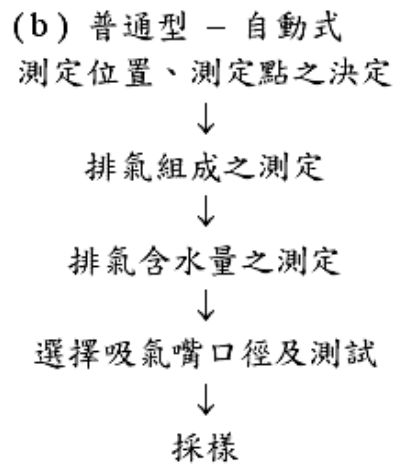 (b) 普通型 – 自動式
測定位置、測定點之決定
↓
排氣組成之測定
↓
排氣含水量之測定
↓
選擇吸氣嘴口徑及測試
↓
採樣